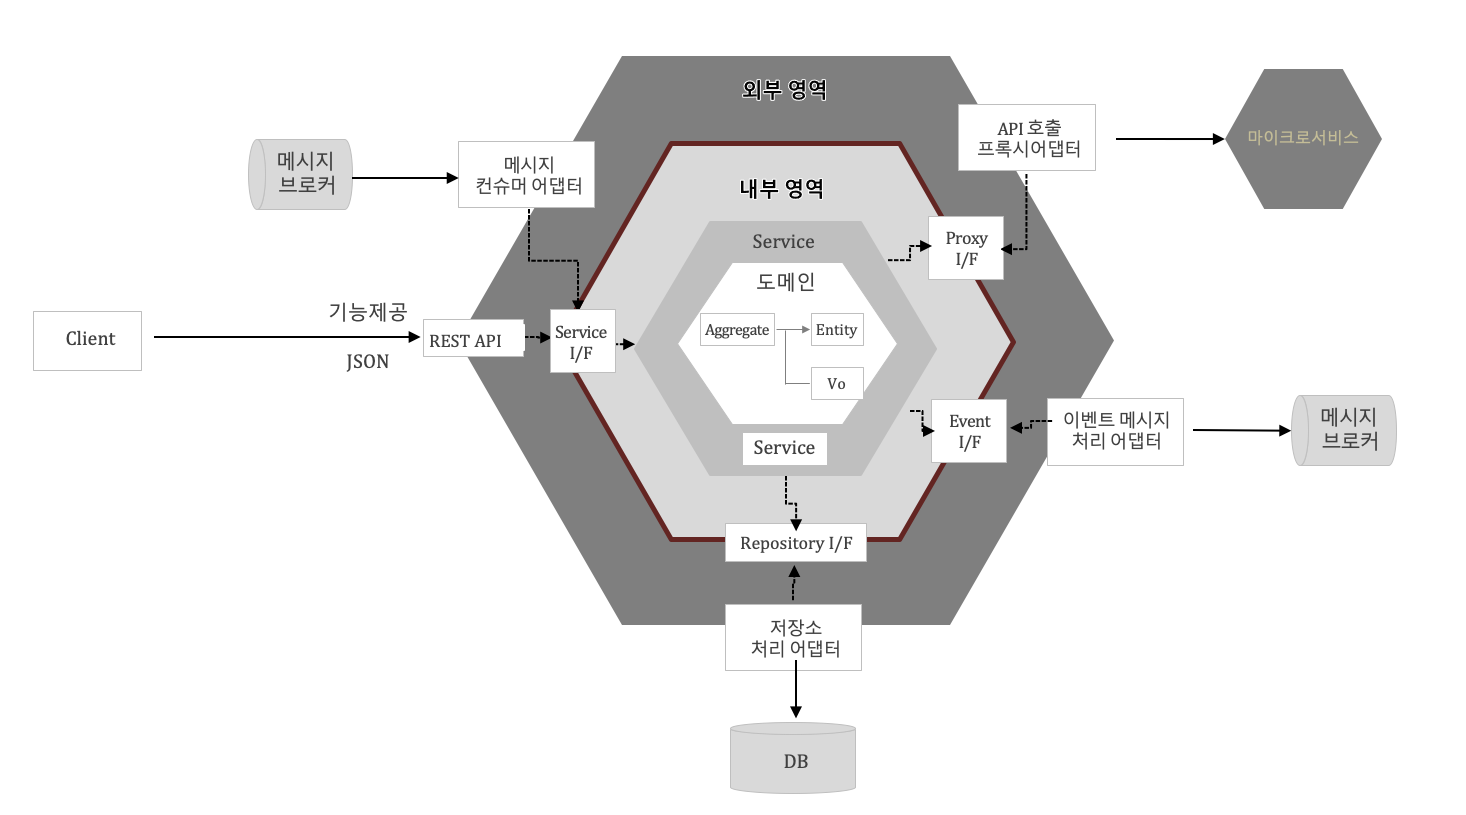 외부 영역
API 호출
프록시어댑터
마이크로서비스
메시지
브로커
메시지
컨슈머 어댑터
내부 영역
Service
Proxy
I/F
도메인
Aggregate
Entity
Vo
기능제공
Client
REST API
JSON
Service
I/F
Event
I/F
이벤트 메시지
처리 어댑터
메시지
브로커
Service
Repository I/F
저장소
처리 어댑터
DB